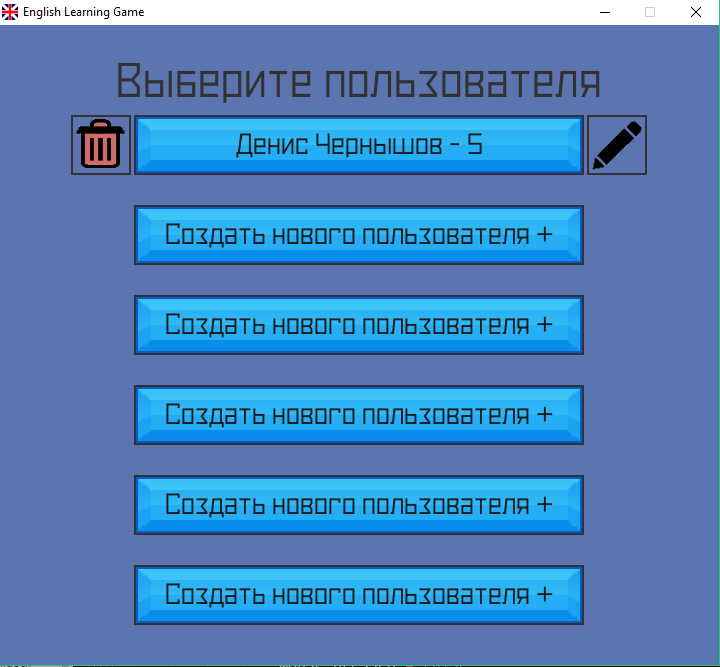 English Learning Game
Выберите пользователя
Денис Чернышов - 5
Создать нового пользователя +
Создать нового пользователя +
Создать нового пользователя +
Создать нового пользователя +
Создать нового пользователя +